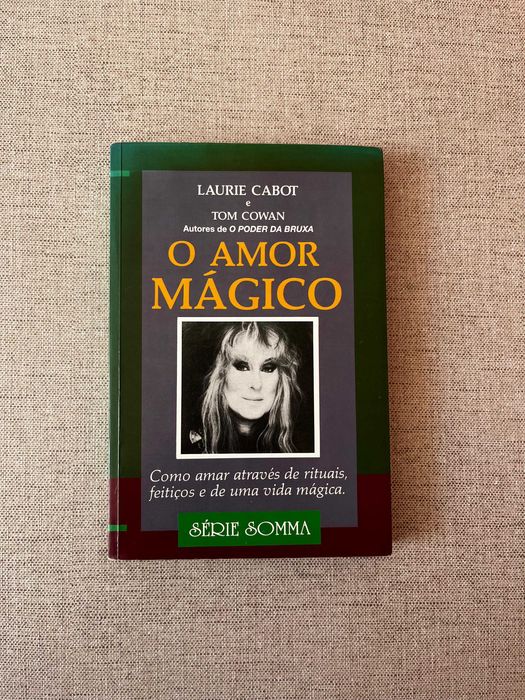 LAURIE CABOT
e
TOM COWAN
Autores de O PODER DA BRUXA
O AMOR
MÁGICO
Como amar através de rituais,
feitiços e de uma vida mágica.
SÉRIE SOMMA